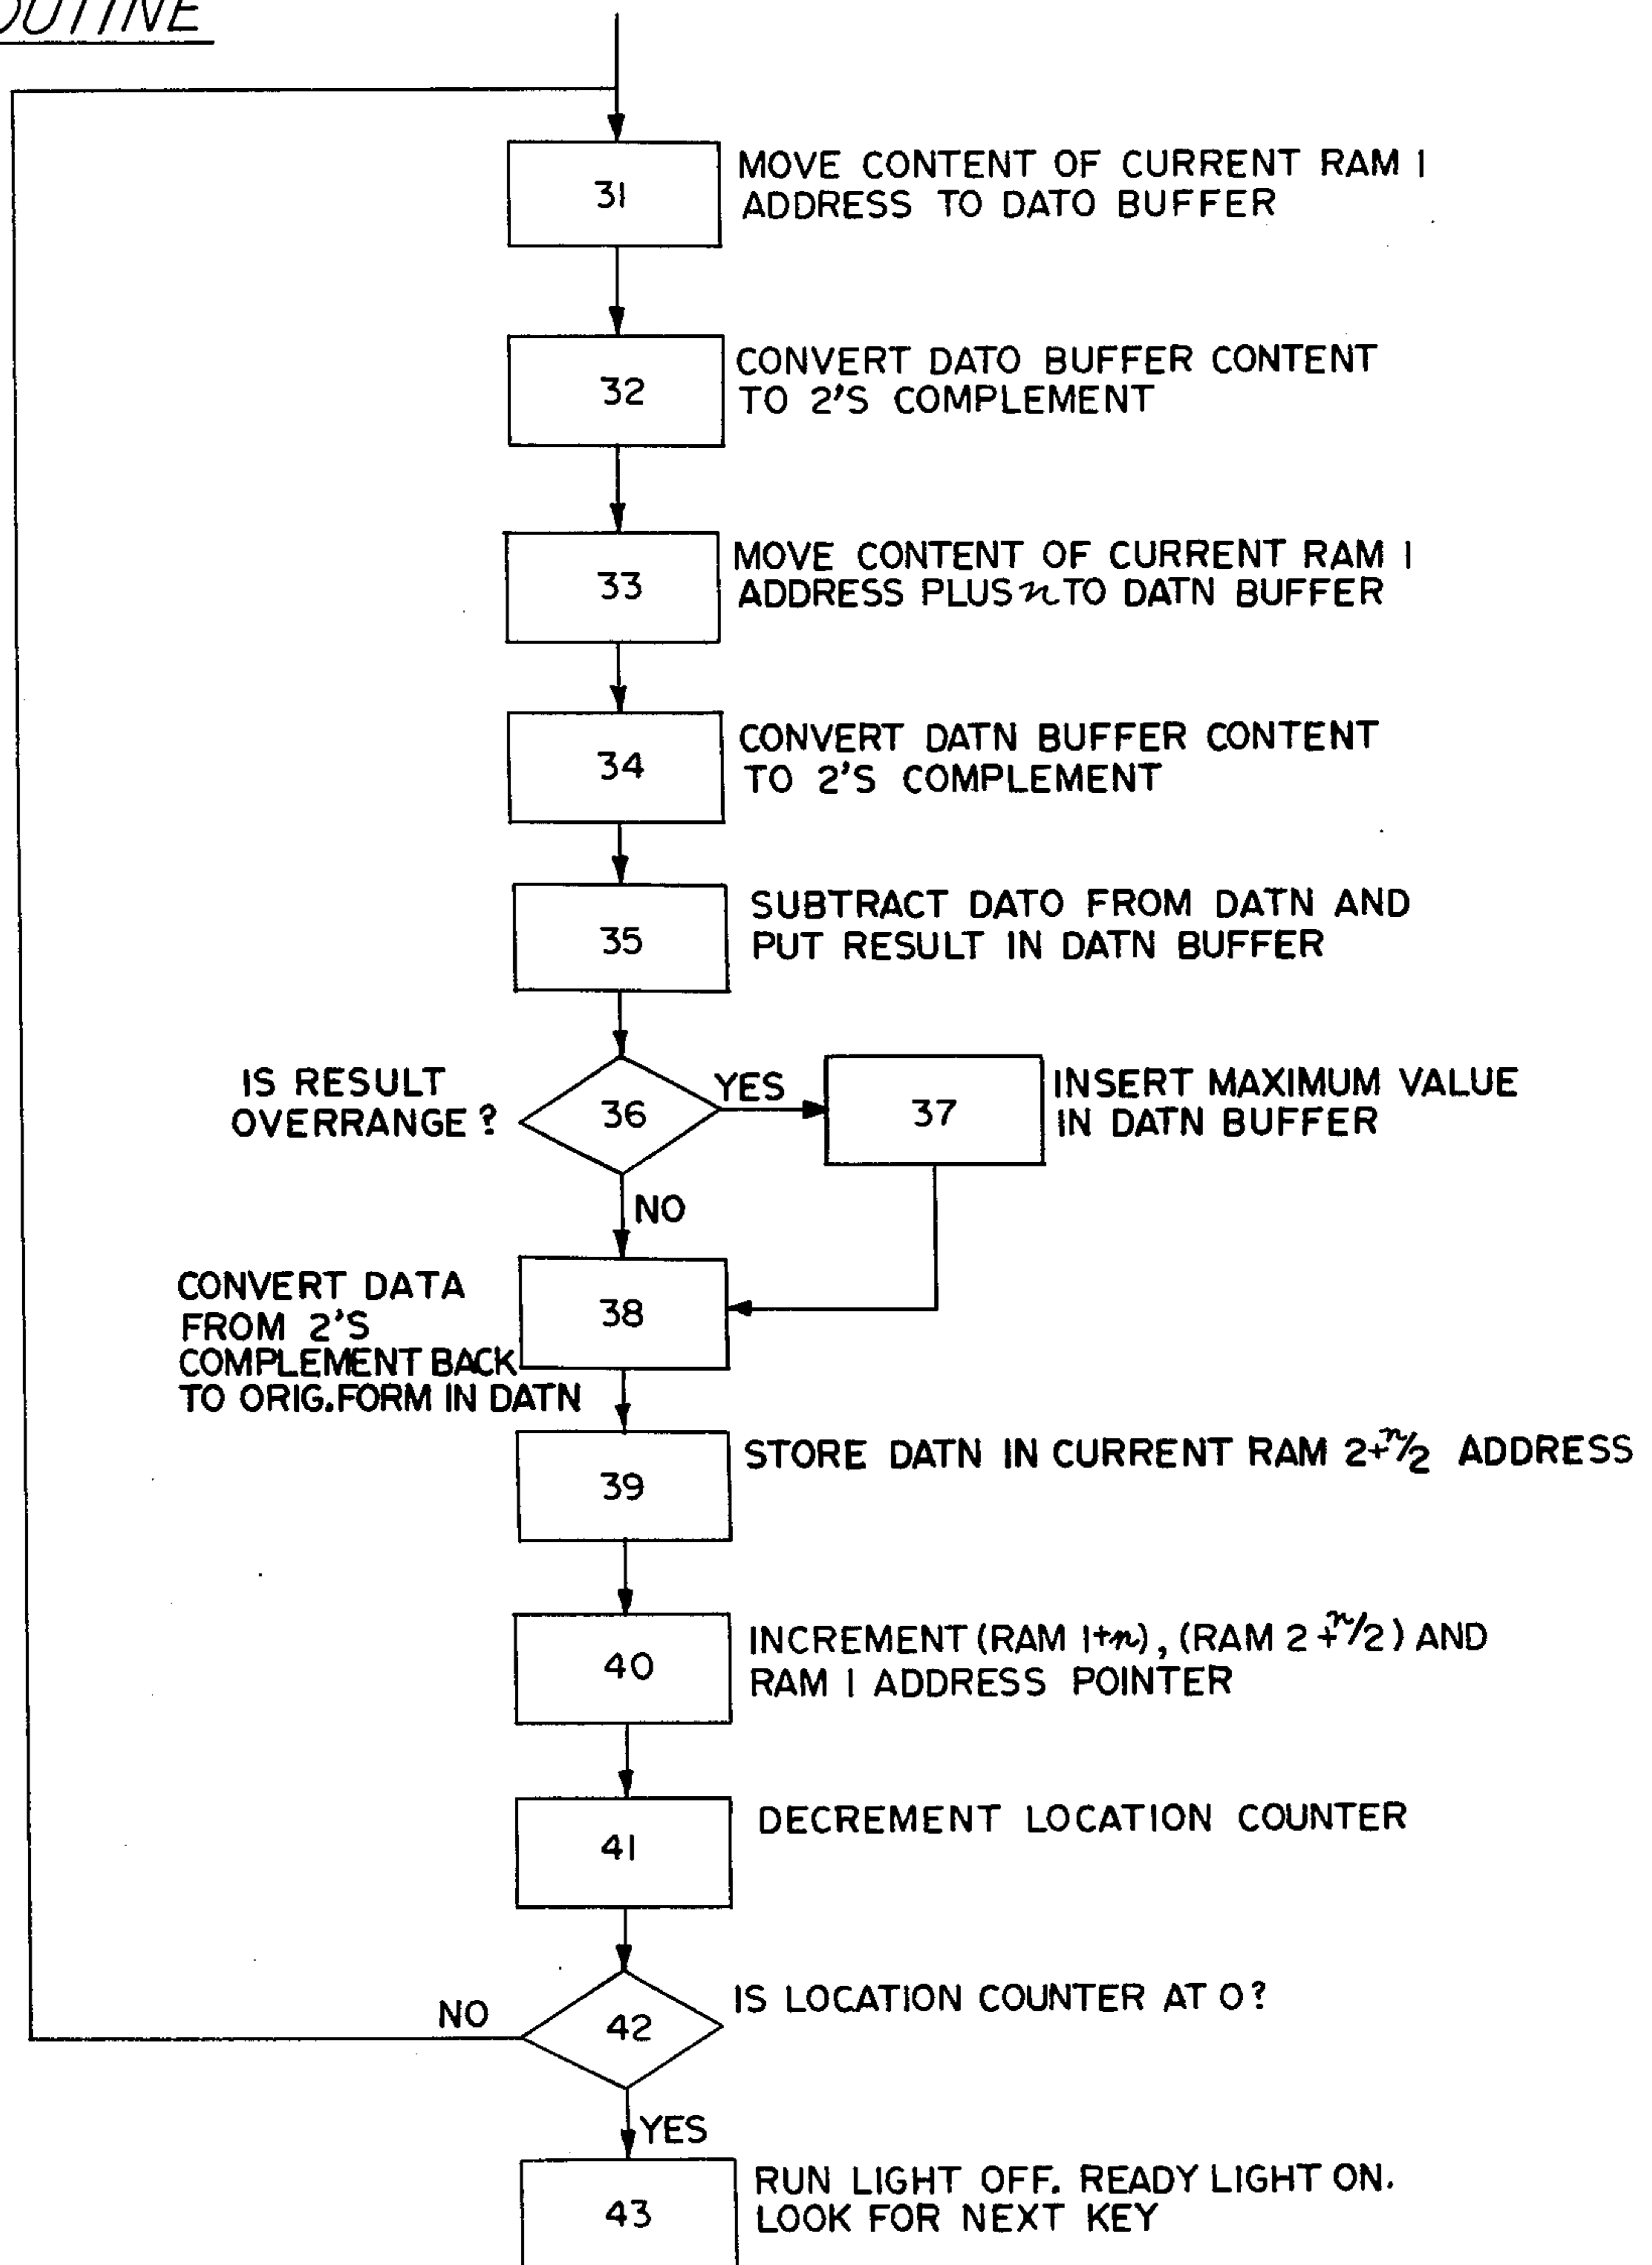 OUTINE
31
MOVE CONTENT OF CURRENT RAM 1
ADDRESS TO DATO BUFFER
32
CONVERT DATO BUFFER CONTENT
TO 2'S COMPLEMENT
33
MOVE CONTENT OF CURRENT RAM 1
ADDRESS PLUS n TO DATN BUFFER
34
CONVERT DATN BUFFER CONTENT
TO 2'S COMPLEMENT
35
SUBTRACT DATO FROM DATN AND
PUT RESULT IN DATN BUFFER
IS RESULT
OVERRANGE?
36
YES
37
INSERT MAXIMUM VALUE
IN DATN BUFFER
NO
CONVERT DATA
FROM 2'S
COMPLEMENT BACK
TO ORIG. FORM IN DATN
38
39
STORE DATN IN CURRENT RAM 2+n/2 ADDRESS
40
INCREMENT (RAM 1+n), (RAM 2+n/2) AND
RAM 1 ADDRESS POINTER
41
DECREMENT LOCATION COUNTER
NO
42
IS LOCATION COUNTER AT 0?
YES
43
RUN LIGHT OFF. READY LIGHT ON.
LOOK FOR NEXT KEY